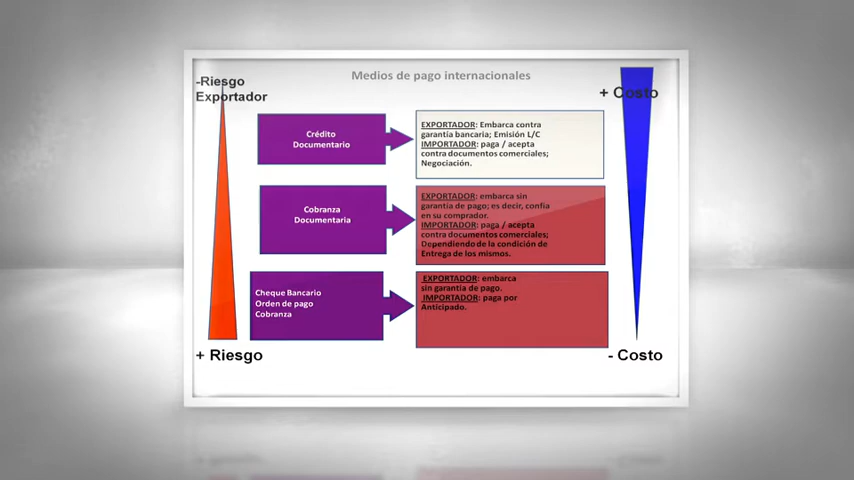 Medios de pago internacionales
-Riesgo
Exportador
+ Costo
Crédito
Documentario
EXPORTADOR: Embarca contra
garantía bancaria; Emisión L/C
IMPORTADOR: paga / acepta
contra documentos comerciales;
Negociación.
Cobranza
Documentaria
EXPORTADOR: embarca sin
garantía de pago; es decir, confia
en su comprador.
IMPORTADOR: paga / acepta
contra documentos comerciales;
Dependiendo de la condición de
Entrega de los mismos.
Cheque Bancario
Orden de pago
Cobranza
EXPORTADOR: embarca
sin garantía de pago.
IMPORTADOR: paga por
Anticipado.
+ Riesgo
- Costo